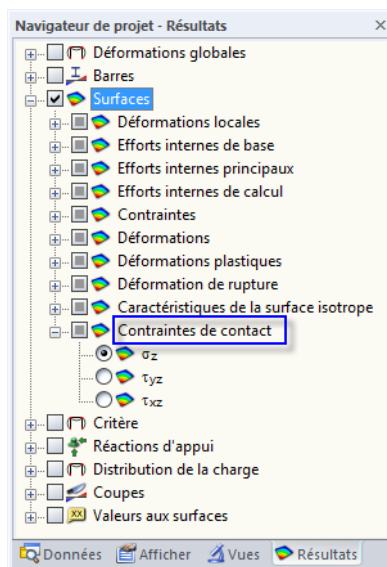 Navigateur de projet - Résultats
Déformations globales
Barres
Surfaces
Déformations locales
Efforts internes de base
Efforts internes principaux
Efforts internes de calcul
Contraintes
Déformations
Déformations plastiques
Déformation de rupture
Caractéristiques de la surface isotrope
Contraintes de contact
σz
τyz
τxz
Critère
Réactions d'appui
Distribution de la charge
Coupes
Valeurs aux surfaces
Données Afficher Vues Résultats